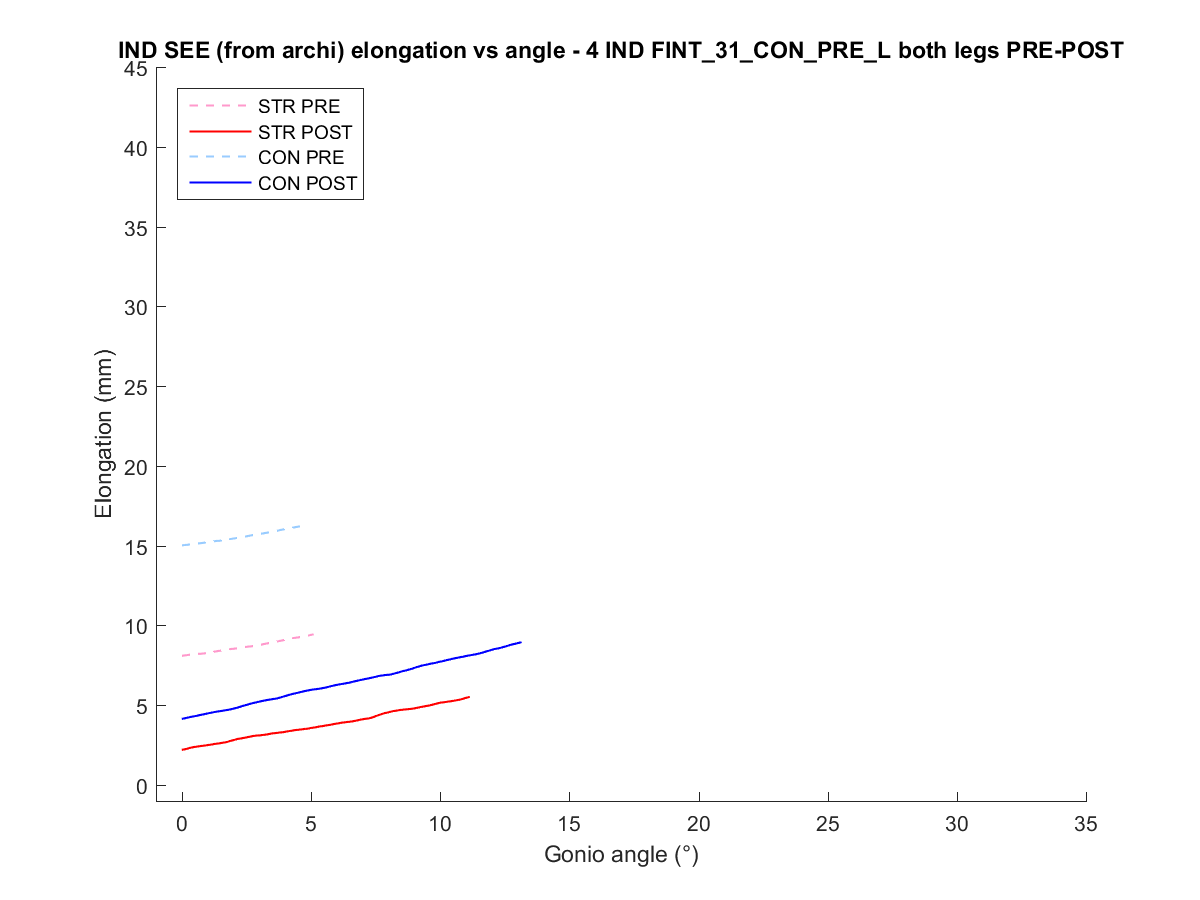 IND SEE (from archi) elongation vs angle - 4 IND FINT_31_CON_PRE_L both legs PRE-POST
45
40
35
30
25
20
15
10
5
0
Elongation (mm)
STR PRE
STR POST
CON PRE
CON POST
0 5 10 15 20 25 30 35
Gonio angle (°)